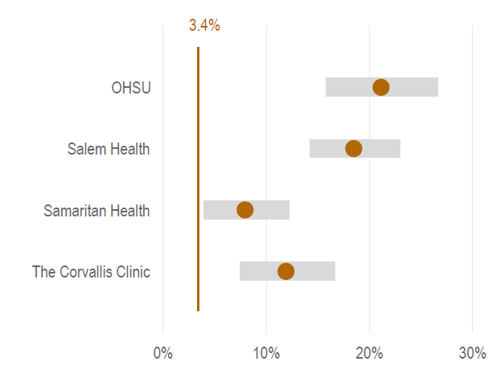 3.4%
OHSU
Salem Health
Samaritan Health
The Corvallis Clinic
0% 10% 20% 30%